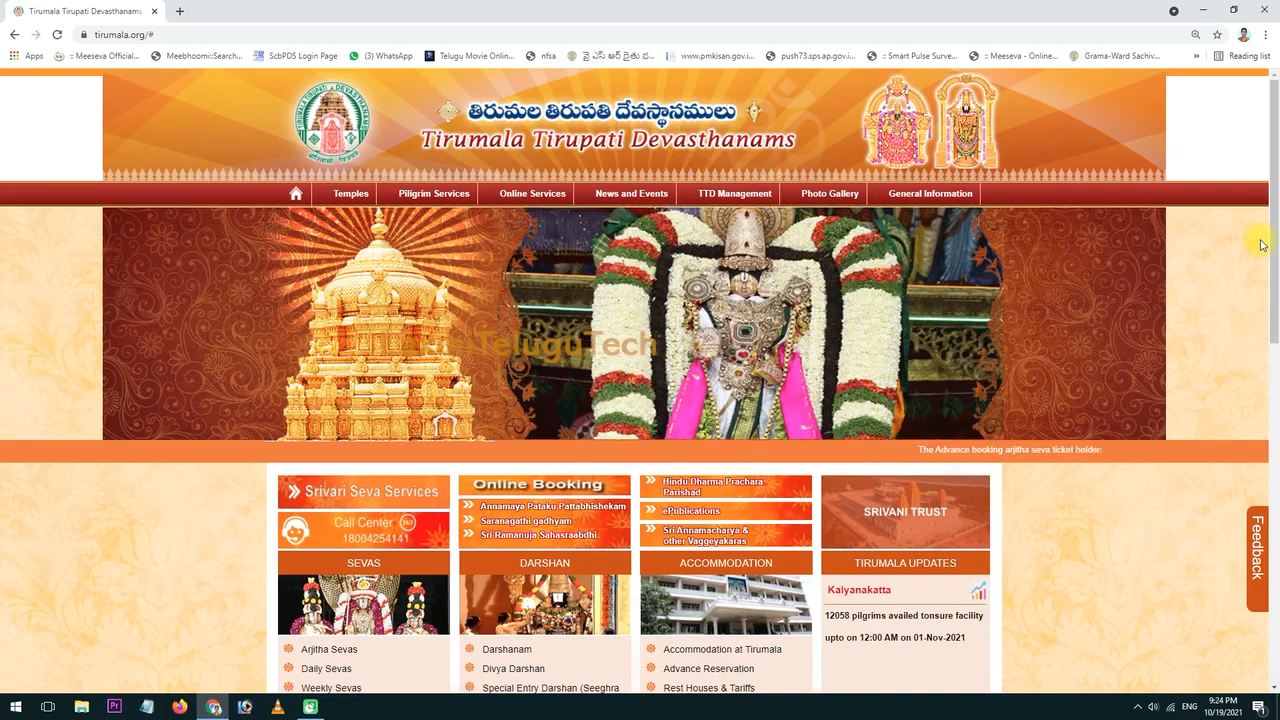 Tirumala Tirupati Devasthanams
tirumala.org/#
Apps
:: Meeseva Official...
Meebhoomi::Search...
ScbPDS Login Page
(3) WhatsApp
Telugu Movie Onlin...
nfsa
వై ఎస్ ఆర్ రైతు భ...
www.pmkisan.gov.i...
push73.sps.ap.gov.i...
:: Smart Pulse Surve...
:: Meeseva - Online...
Grama-Ward Sachiv...
»
Reading list
తిరుమల తిరుపతి దేవస్థానములు
Tirumala Tirupati Devasthanams
Temples
Piligrim Services
Online Services
News and Events
TTD Management
Photo Gallery
General Information
TeluguTech
The Advance booking arjitha seva ticket holder
Srivari Seva Services
Call Center
18004254141
Online Booking
Annamaya Pataku Pattabhishekam
Saranagathi gadhyam
Sri Ramanuja Sahasraabdhi
Hindu Dharma Prachara
Parishad
ePublications
Sri Annamacharya &
other Vaggeyakaras
SRIVANI TRUST
Feedback
SEVAS
DARSHAN
ACCOMMODATION
TIRUMALA UPDATES
Kalyanakatta
12058 pilgrims availed tonsure facility
upto on 12:00 AM on 01-Nov-2021
Arjitha Sevas
Daily Sevas
Weekly Sevas
Darshanam
Divya Darshan
Special Entry Darshan (Seeghra
Accommodation at Tirumala
Advance Reservation
Rest Houses & Tariffs
ENG
9:24 PM
10/19/2021